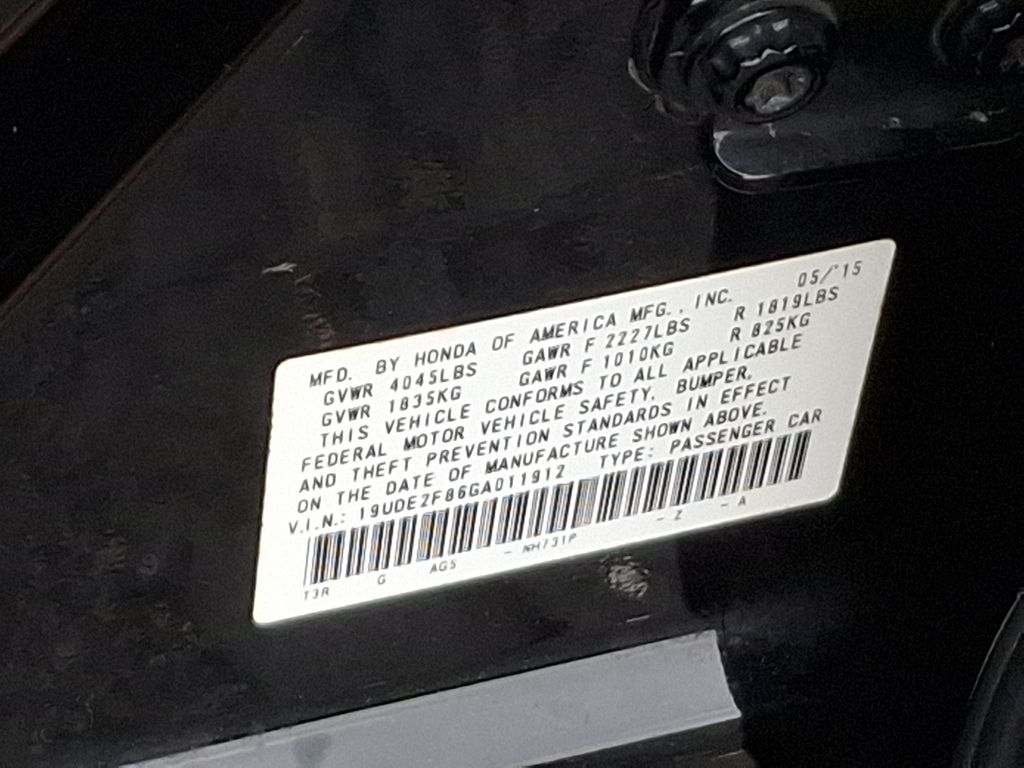 MFD. BY HONDA OF AMERICA MFG., INC. 05/'15
GVWR 4045LBS GAWR F 2227LBS R 1819LBS
GVWR 1835KG GAWR F 1010KG R 825KG
THIS VEHICLE CONFORMS TO ALL APPLICABLE
FEDERAL MOTOR VEHICLE SAFETY, BUMPER,
AND THEFT PREVENTION STANDARDS IN EFFECT
ON THE DATE OF MANUFACTURE SHOWN ABOVE.
V.I.N.: 19UDE2F86GA011912 TYPE: PASSENGER CAR
T3R G AGS - NH731P - Z - A